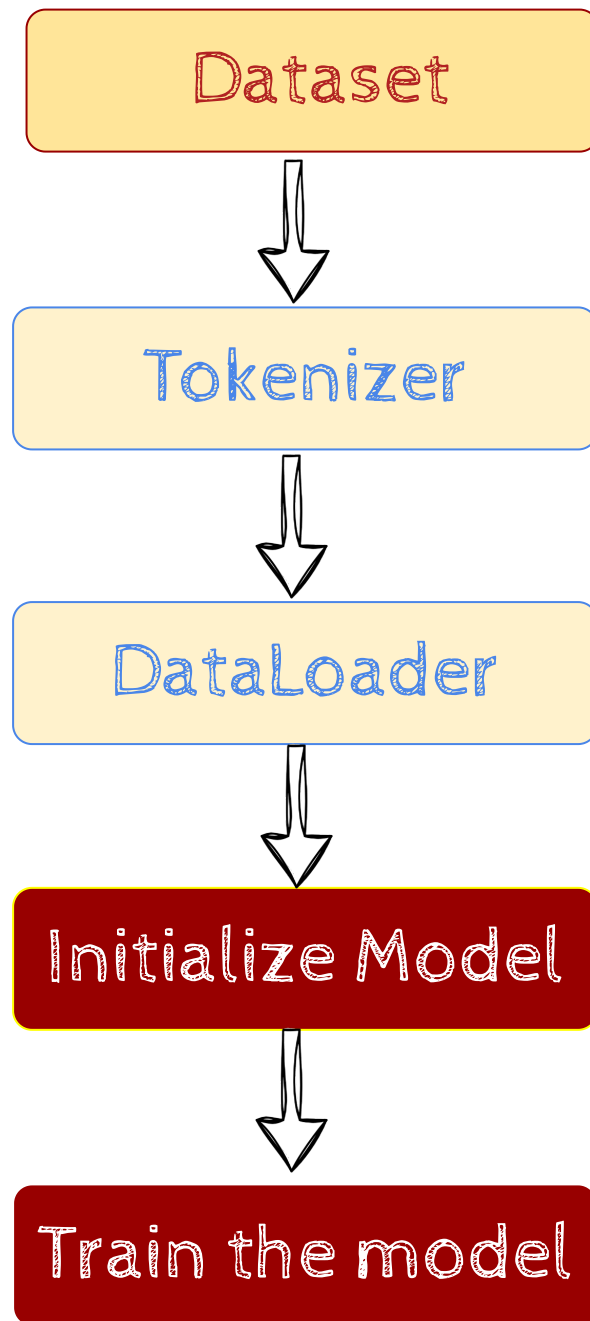 Dataset
Tokenizer
DataLoader
Initialize Model
Train the model